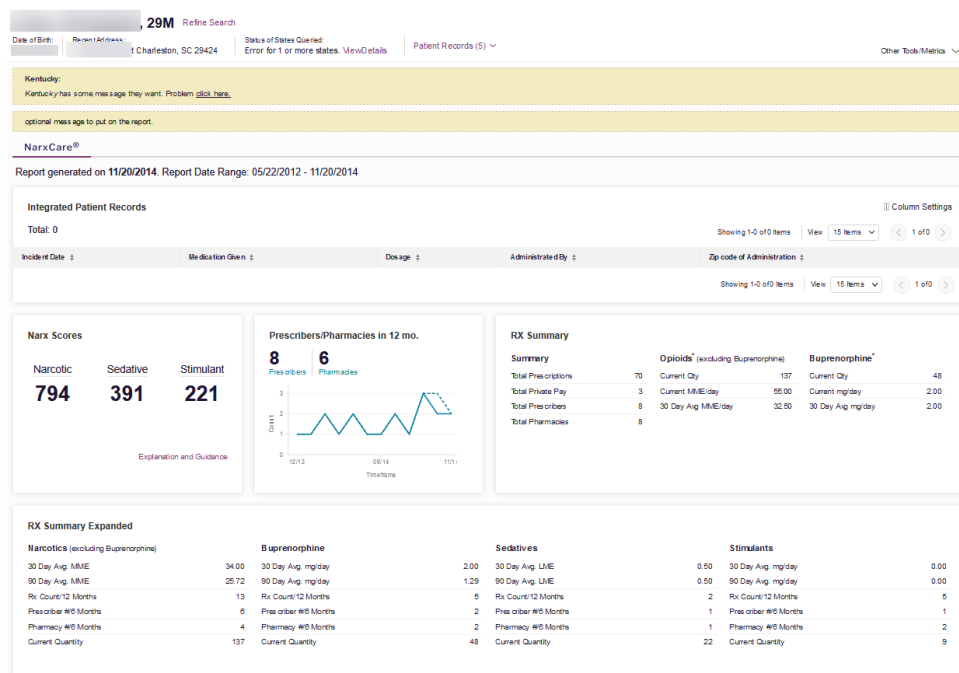 , 29M Refine Search
Date of Birth: Recent Address: Status of States Queried: Patient Records (5)
t Charleston, SC 29424 Error for 1 or more states. ViewDetails Other Tools/Metrics
Kentucky:
Kentucky has some message they want. Problem click here.
optional message to put on the report.
NarxCare®
Report generated on 11/20/2014. Report Date Range: 05/22/2012 - 11/20/2014
Integrated Patient Records Column Settings
Total: 0 Showing 1-0 of 0 Items View 15 Items 1 of 0
Incident Date Medication Given Dosage Administrated By Zip code of Administration
Showing 1-0 of 0 Items View 15 Items 1 of 0
Narx Scores
Narcotic Sedative Stimulant
794 391 221
Explanation and Guidance
Prescribers/Pharmacies in 12 mo.
8 6
Prescribers Pharmacies
3
2
1
0
Count
12/13 06/14 11/1
Timeframe
RX Summary
Summary Opioids* (excluding Buprenorphine) Buprenorphine*
Total Prescriptions 70 Current Qty 137 Current Qty 48
Total Private Pay 3 Current MME/day 55.00 Current mg/day 2.00
Total Prescribers 8 30 Day Avg MME/day 32.50 30 Day Avg mg/day 2.00
Total Pharmacies 8
RX Summary Expanded
Narcotics (excluding Buprenorphine) Buprenorphine Sedatives Stimulants
30 Day Avg. MME 34.00 30 Day Avg. mg/day 2.00 30 Day Avg. LME 0.50 30 Day Avg. mg/day 0.00
90 Day Avg. MME 25.72 90 Day Avg. mg/day 1.29 90 Day Avg. LME 0.50 90 Day Avg. mg/day 0.00
Rx Count/12 Months 13 Rx Count/12 Months 5 Rx Count/12 Months 2 Rx Count/12 Months 5
Prescriber #/6 Months 6 Prescriber #/6 Months 2 Prescriber #/6 Months 1 Prescriber #/6 Months 1
Pharmacy #/6 Months 4 Pharmacy #/6 Months 2 Pharmacy #/6 Months 1 Pharmacy #/6 Months 2
Current Quantity 137 Current Quantity 48 Current Quantity 22 Current Quantity 9